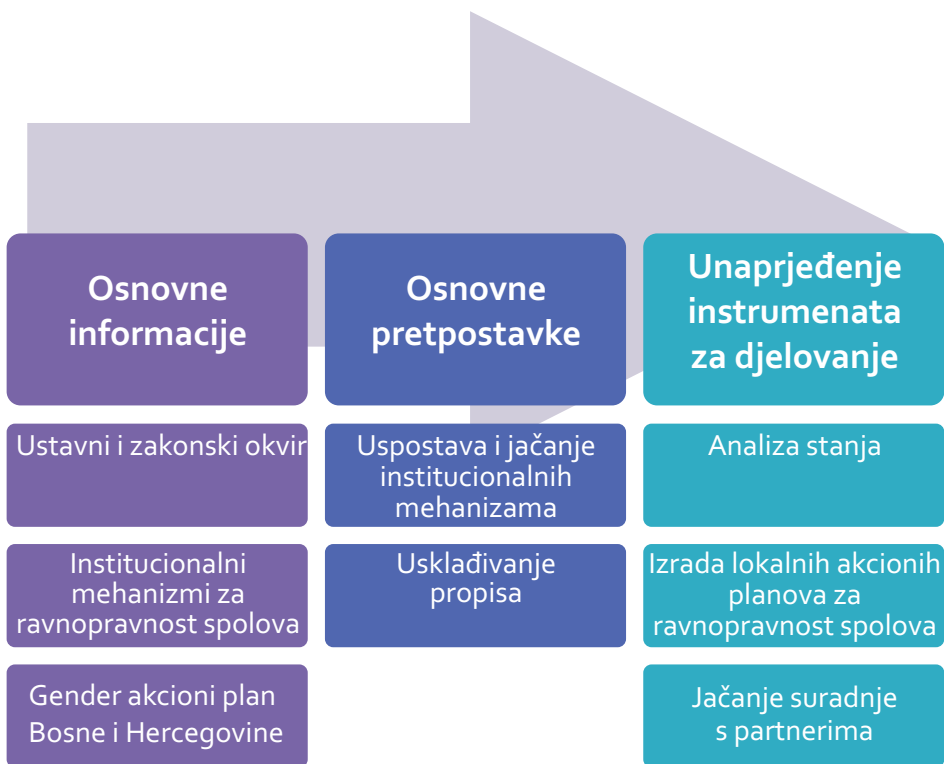 Osnovne
informacije
Ustavni i zakonski okvir
Institucionalni
mehanizmi za
ravnopravnost spolova
Gender akcioni plan
Bosne i Hercegovine
Osnovne
pretpostavke
Uspostava i jačanje
institucionalnih
mehanizama
Usklađivanje
propisa
Unaprjeđenje
instrumenata
za djelovanje
Analiza stanja
Izrada lokalnih akcionih
planova za
ravnopravnost spolova
Jačanje suradnje
s partnerima